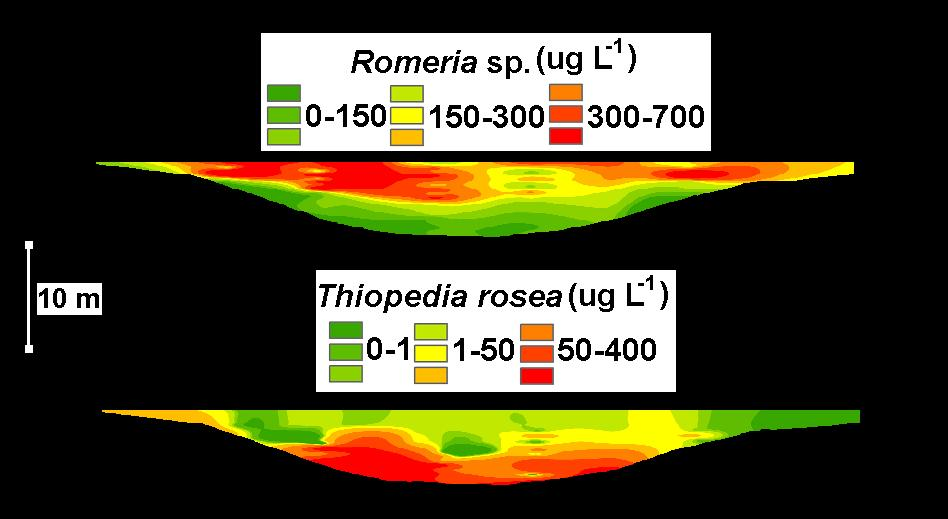 Romeria sp. (ug L-1)
0-150 150-300 300-700
10 m
Thiopedia rosea (ug L-1)
0-1 1-50 50-400